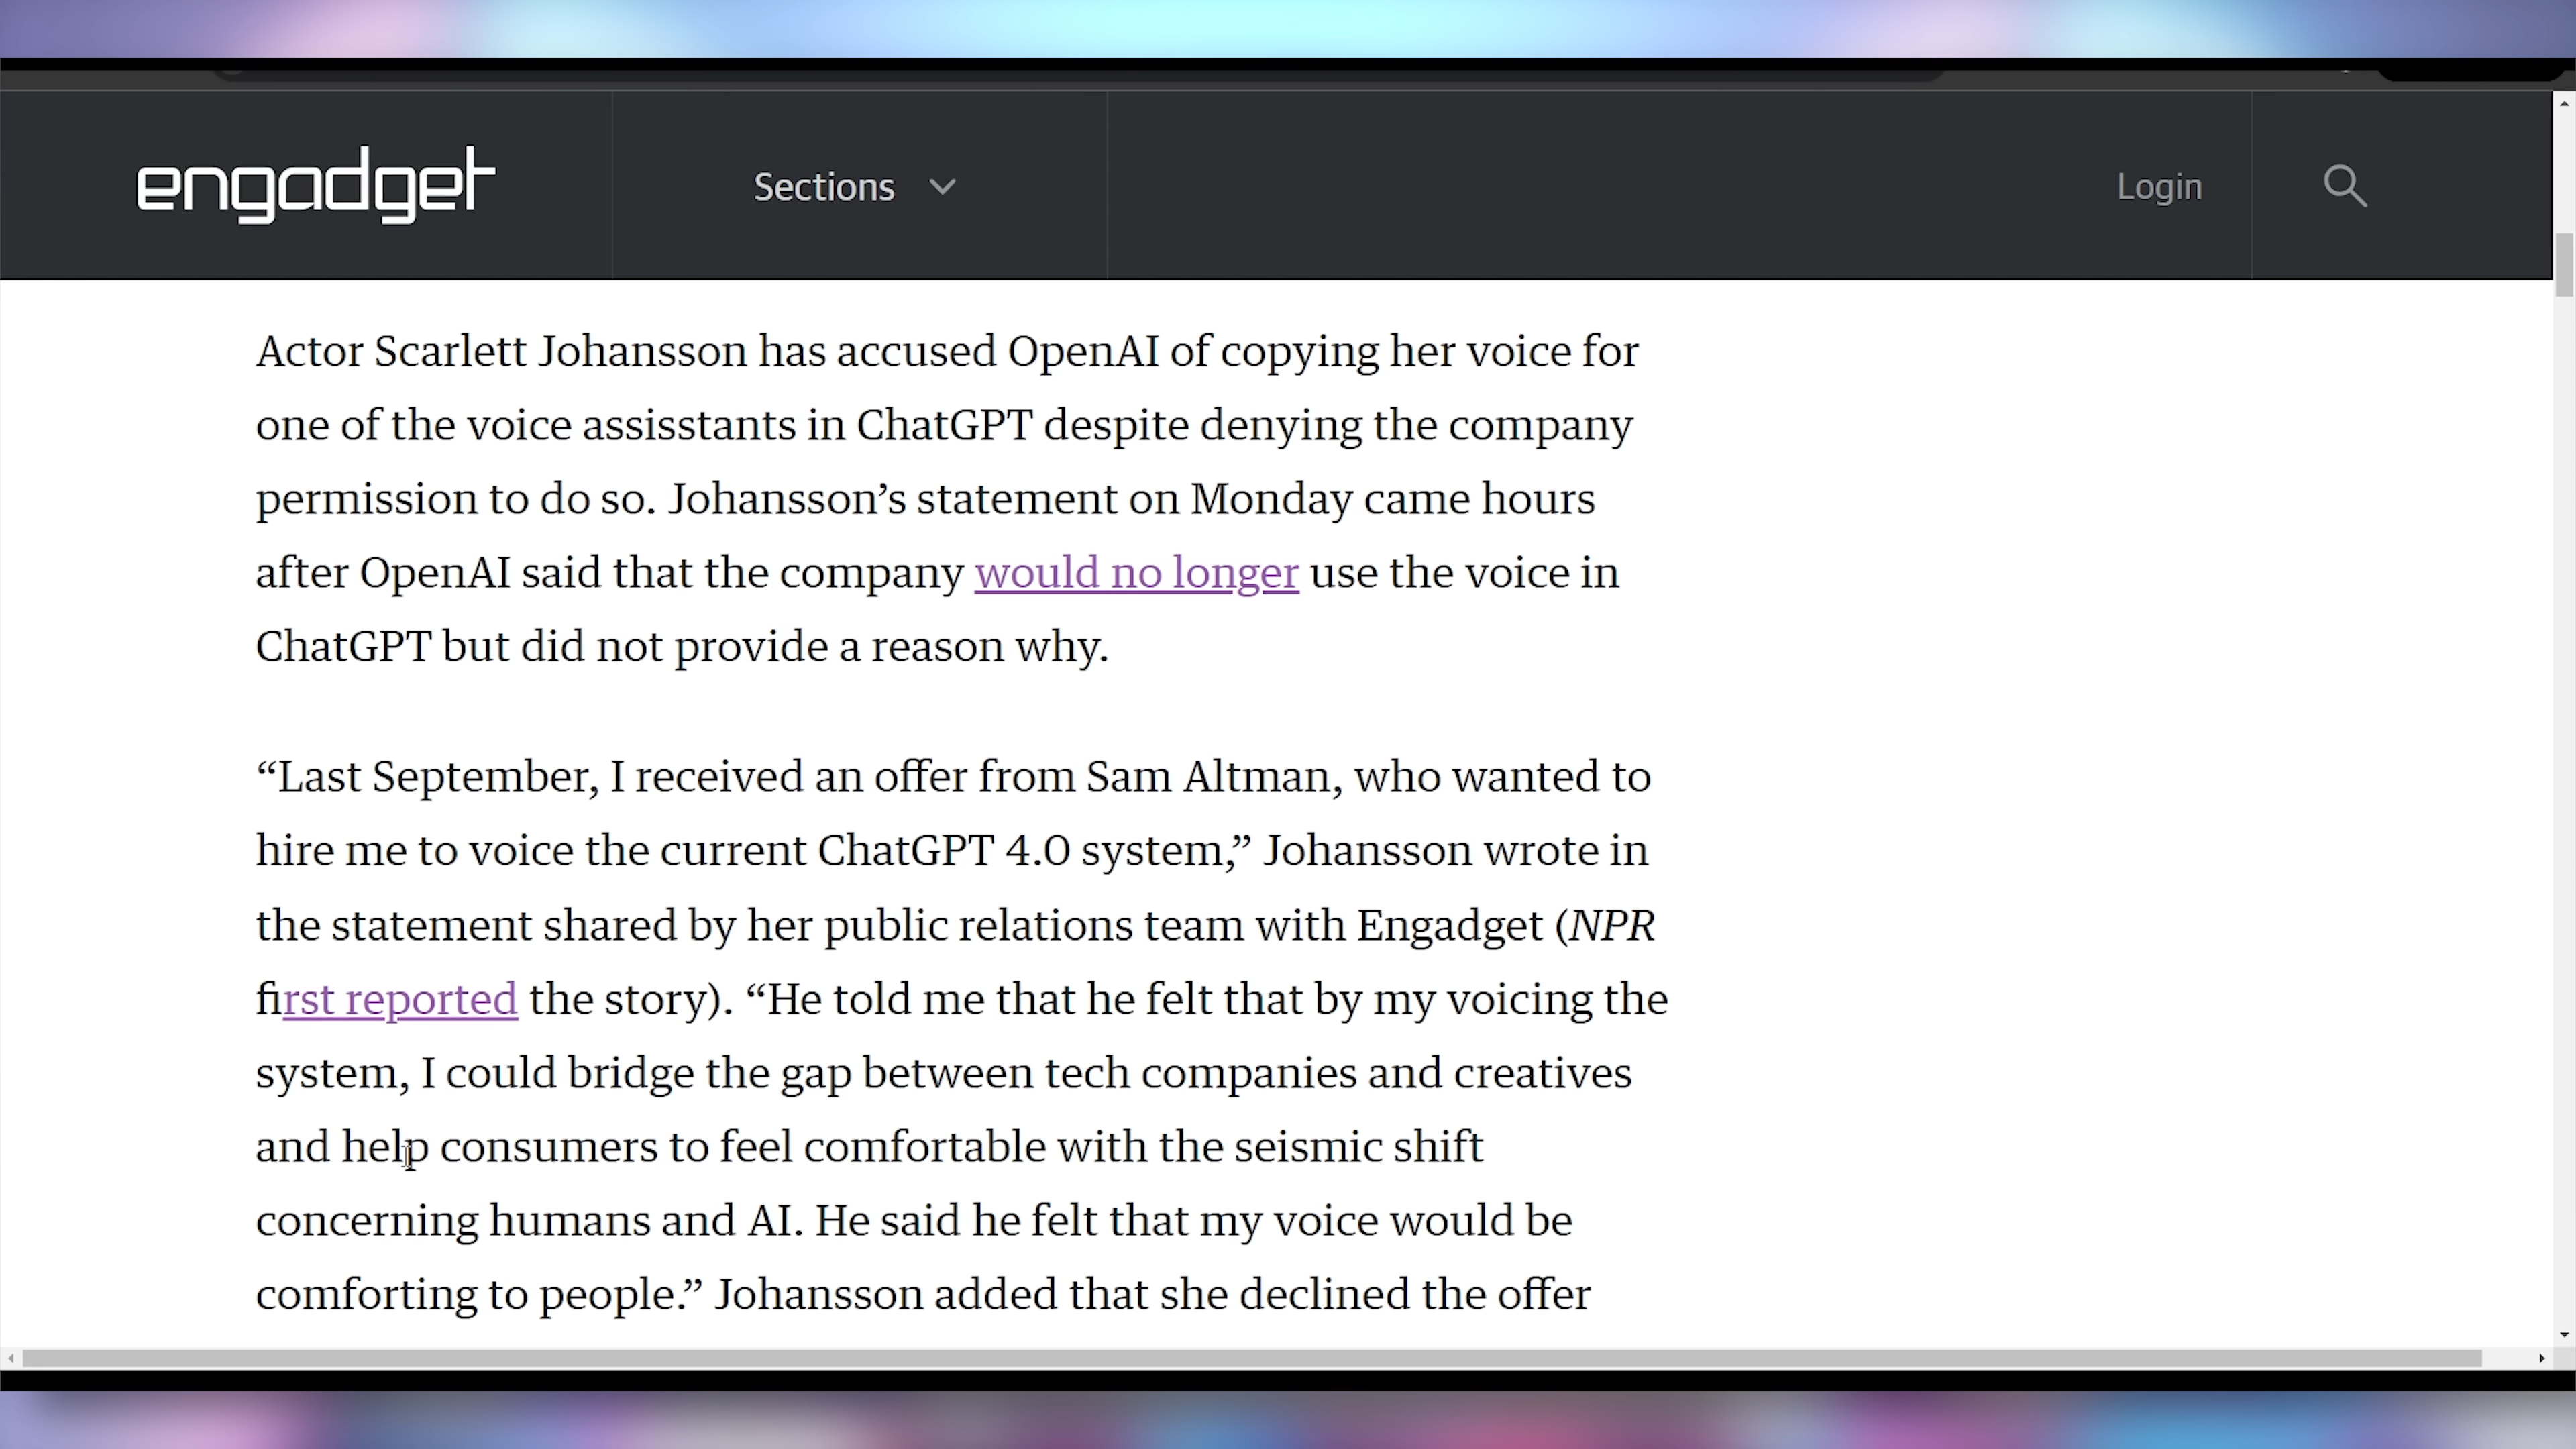 engadget
Sections
Login
Actor Scarlett Johansson has accused OpenAI of copying her voice for
one of the voice assisstants in ChatGPT despite denying the company
permission to do so. Johansson’s statement on Monday came hours
after OpenAI said that the company would no longer use the voice in
ChatGPT but did not provide a reason why.
“Last September, I received an offer from Sam Altman, who wanted to
hire me to voice the current ChatGPT 4.0 system,” Johansson wrote in
the statement shared by her public relations team with Engadget (NPR
first reported the story). “He told me that he felt that by my voicing the
system, I could bridge the gap between tech companies and creatives
and help consumers to feel comfortable with the seismic shift
concerning humans and AI. He said he felt that my voice would be
comforting to people.” Johansson added that she declined the offer